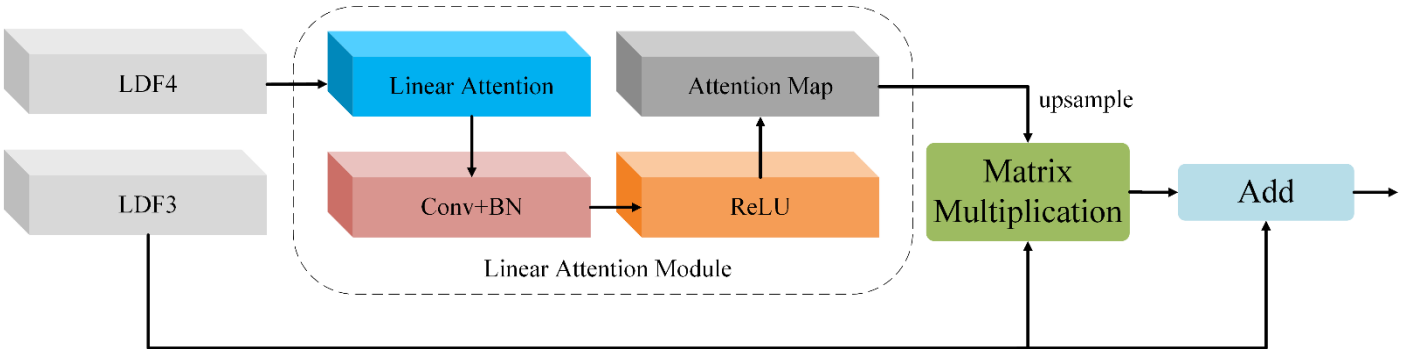 LDF4
Linear Attention
Attention Map
upsample
LDF3
Conv+BN
ReLU
Matrix
Multiplication
Add
Linear Attention Module